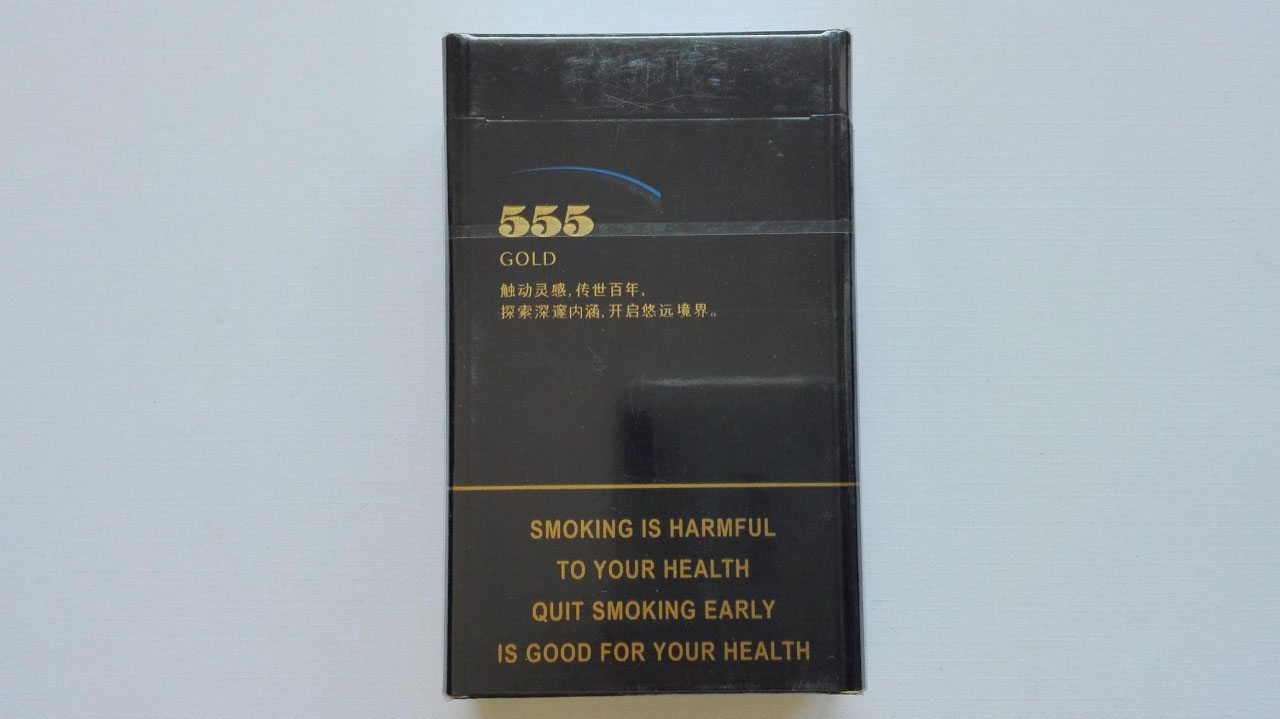 555
GOLD
触动灵感,传世百年,
探索深邃内涵,开启悠远境界。
SMOKING IS HARMFUL
TO YOUR HEALTH
QUIT SMOKING EARLY
IS GOOD FOR YOUR HEALTH